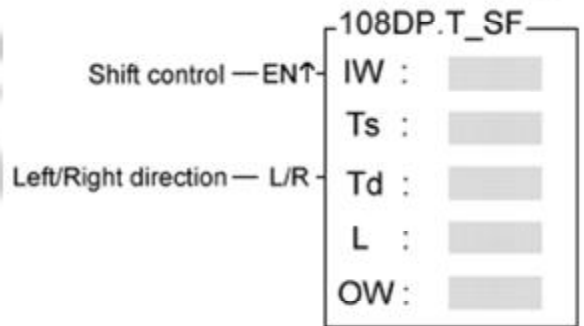 108DP.T_SF
Shift control — EN↑ IW :
Ts :
Left/Right direction — L/R Td :
L :
OW :